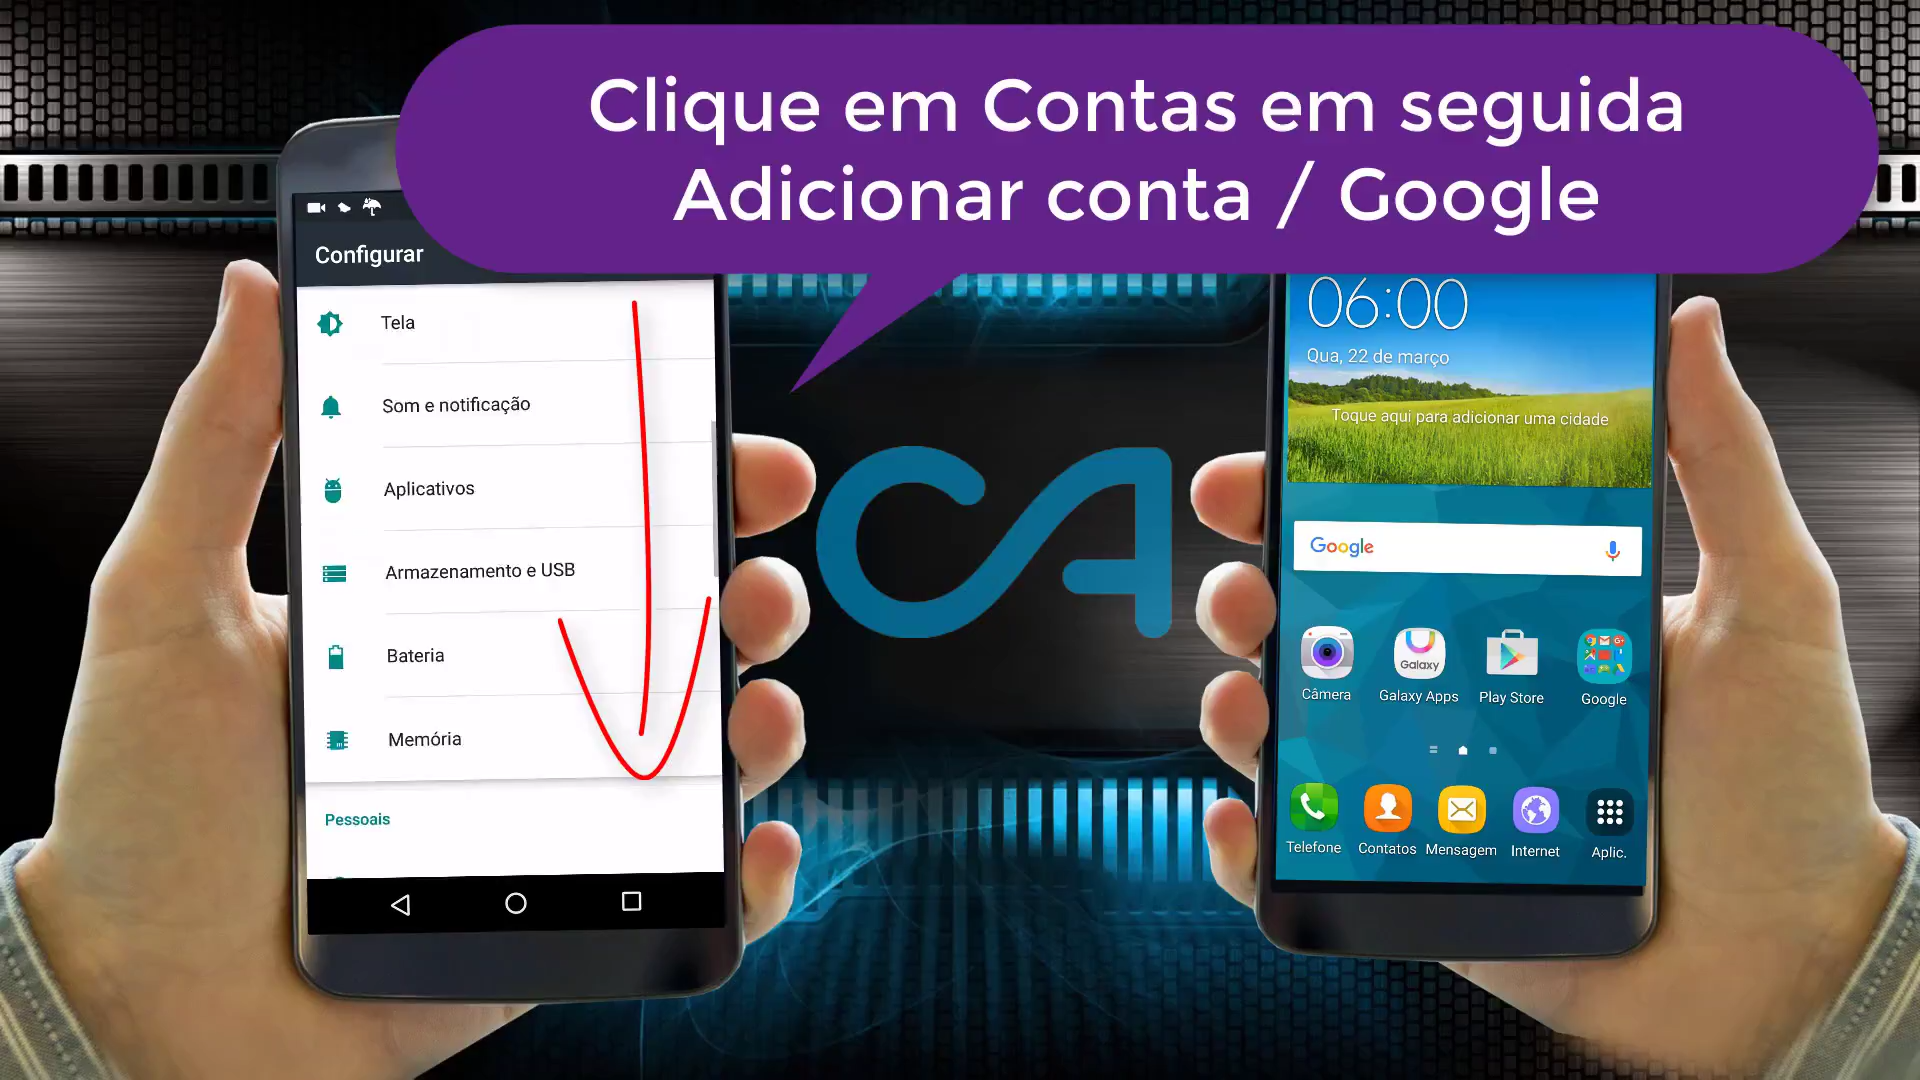 Clique em Contas em seguida
Adicionar conta / Google
Configurar
Tela
Som e notificação
Aplicativos
Armazenamento e USB
Bateria
Memória
Pessoais
06:00
Qua, 22 de março
Toque aqui para adicionar uma cidade
Google
Galaxy
Câmera
Galaxy Apps
Play Store
Google
Telefone
Contatos
Mensagem
Internet
Aplic.
CA